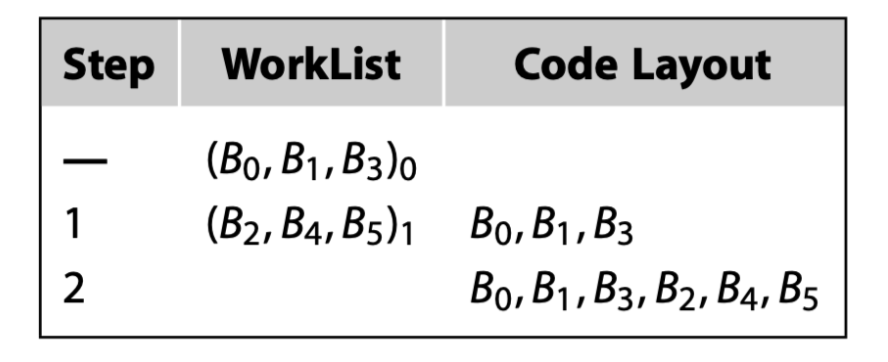 Step WorkList Code Layout
— (B₀, B₁, B₃)₀
1 (B₂, B₄, B₅)₁ B₀, B₁, B₃
2 B₀, B₁, B₃, B₂, B₄, B₅